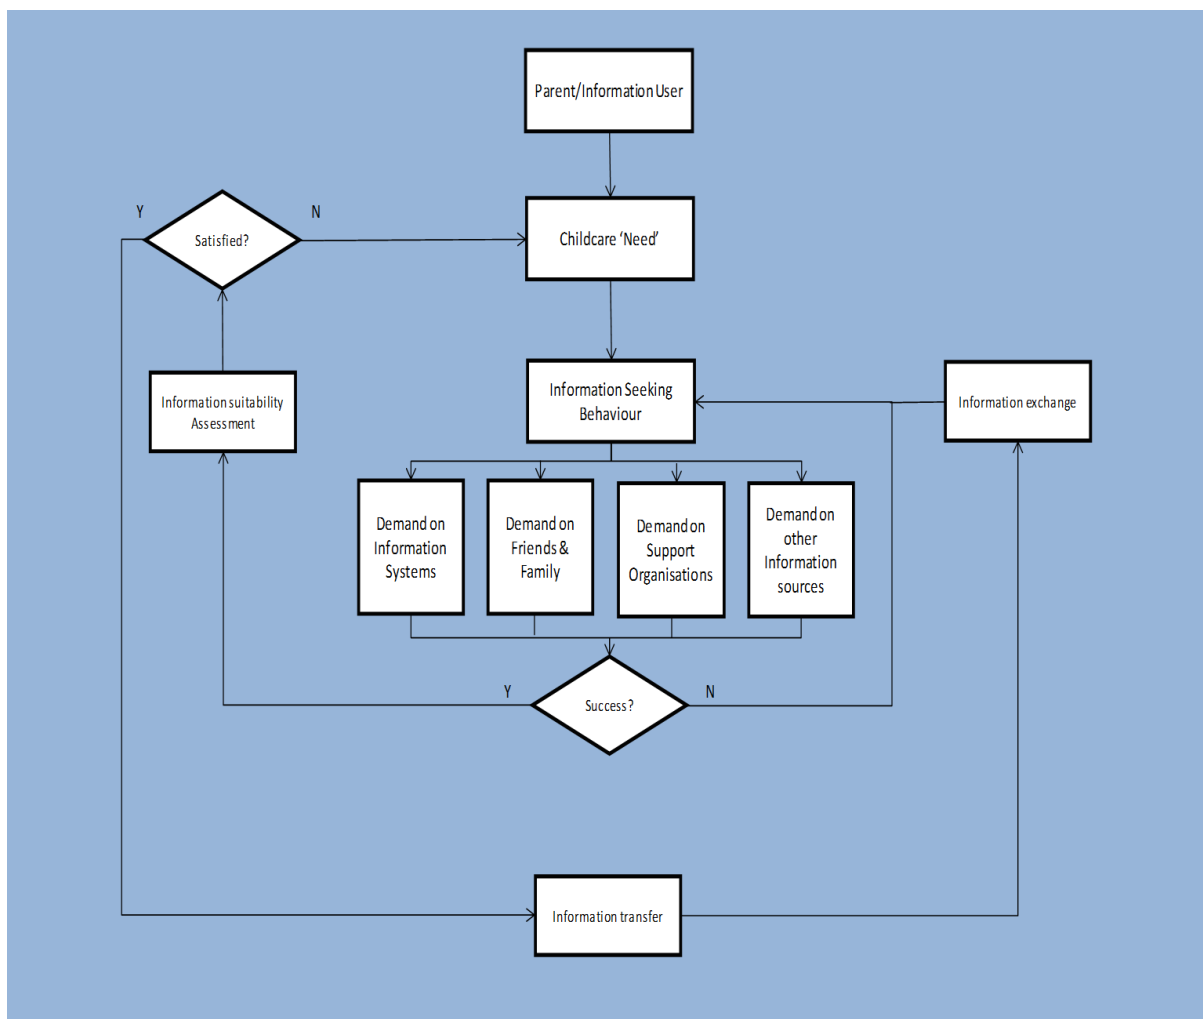 Parent/Information User
Y
N
Satisfied?
Childcare ‘Need’
Information Seeking
Behaviour
Information suitability
Assessment
Information exchange
Demand on
Information
Systems
Demand on
Friends &
Family
Demand on
Support
Organisations
Demand on
other
Information
sources
Y
N
Success?
Information transfer